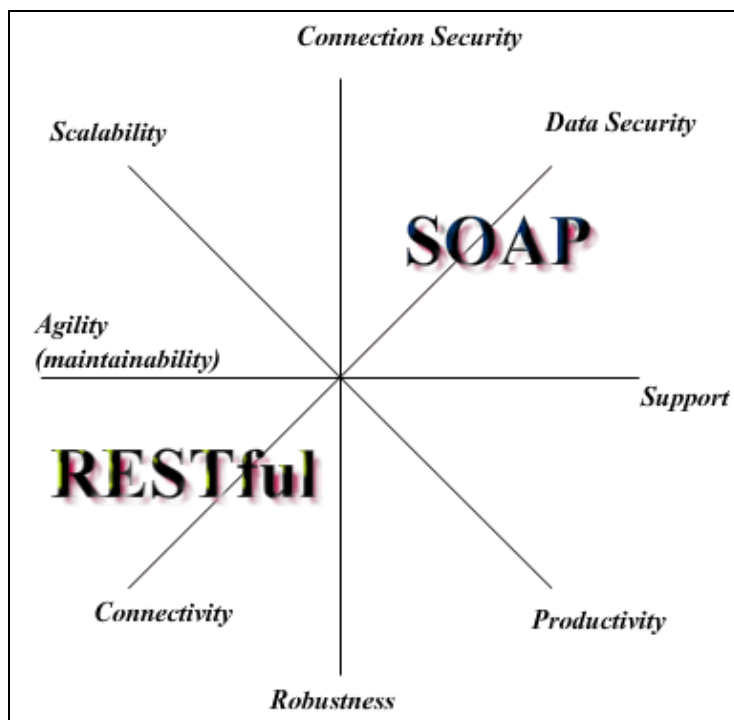 Connection Security
Scalability
Data Security
SOAP
Agility
(maintainability)
Support
RESTful
Connectivity
Productivity
Robustness